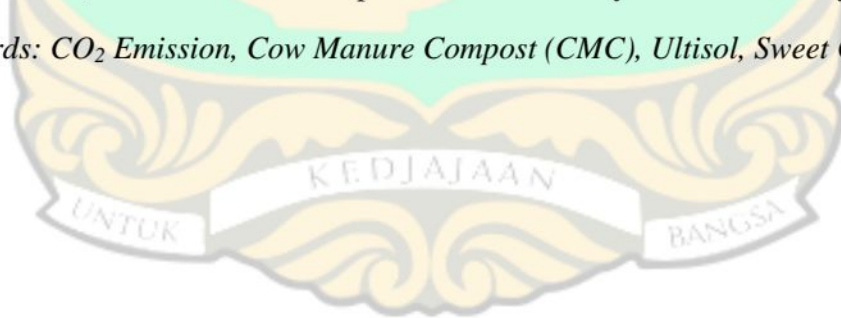 rds: CO₂ Emission, Cow Manure Compost (CMC), Ultisol, Sweet
KEDJAJAAN
UNTUK BANGSA